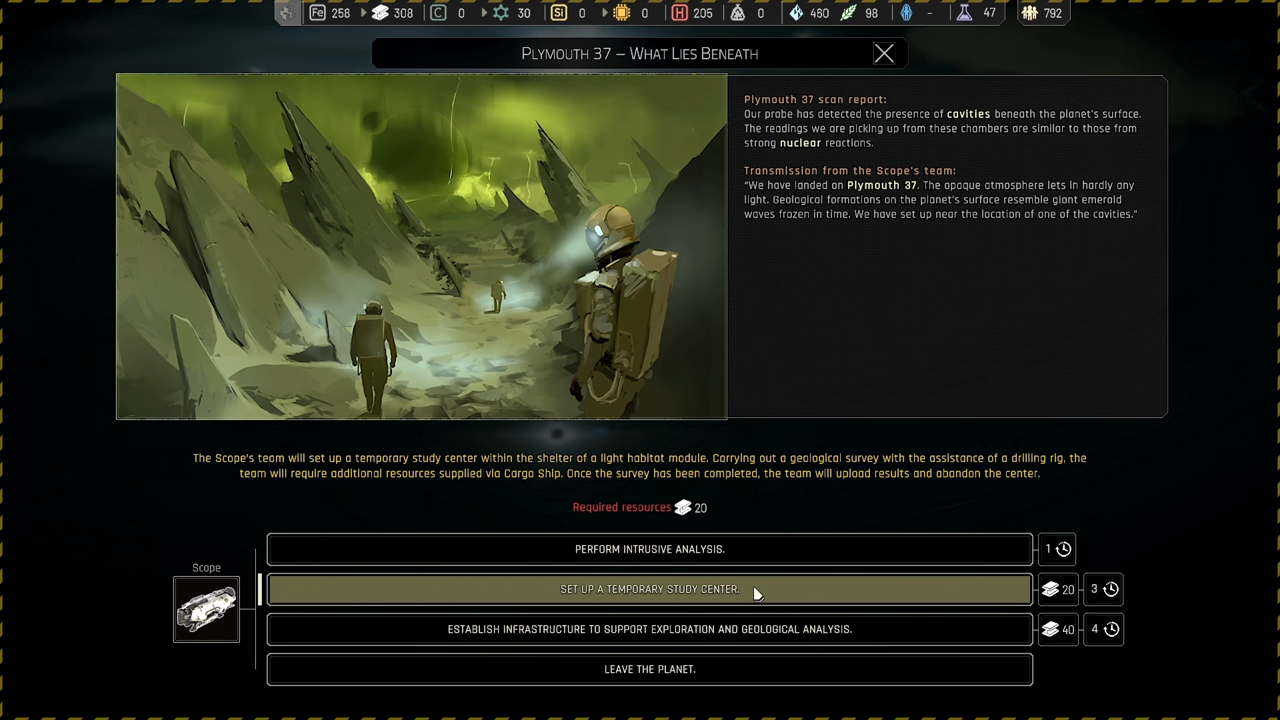 Fe 258 308 C 0 30 Si 0 0 H 205 0 460 98 - 47 792
PLYMOUTH 37 – WHAT LIES BENEATH
Plymouth 37 scan report:
Our probe has detected the presence of cavities beneath the planet's surface.
The readings we are picking up from these chambers are similar to those from
strong nuclear reactions.
Transmission from the Scope's team:
"We have landed on Plymouth 37. The opaque atmosphere lets in hardly any
light. Geological formations on the planet's surface resemble giant emerald
waves frozen in time. We have set up near the location of one of the cavities."
The Scope's team will set up a temporary study center within the shelter of a light habitat module. Carrying out a geological survey with the assistance of a drilling rig, the
team will require additional resources supplied via Cargo Ship. Once the survey has been completed, the team will upload results and abandon the center.
Required resources 20
Scope
PERFORM INTRUSIVE ANALYSIS. 1
SET UP A TEMPORARY STUDY CENTER. 20 3
ESTABLISH INFRASTRUCTURE TO SUPPORT EXPLORATION AND GEOLOGICAL ANALYSIS. 40 4
LEAVE THE PLANET.